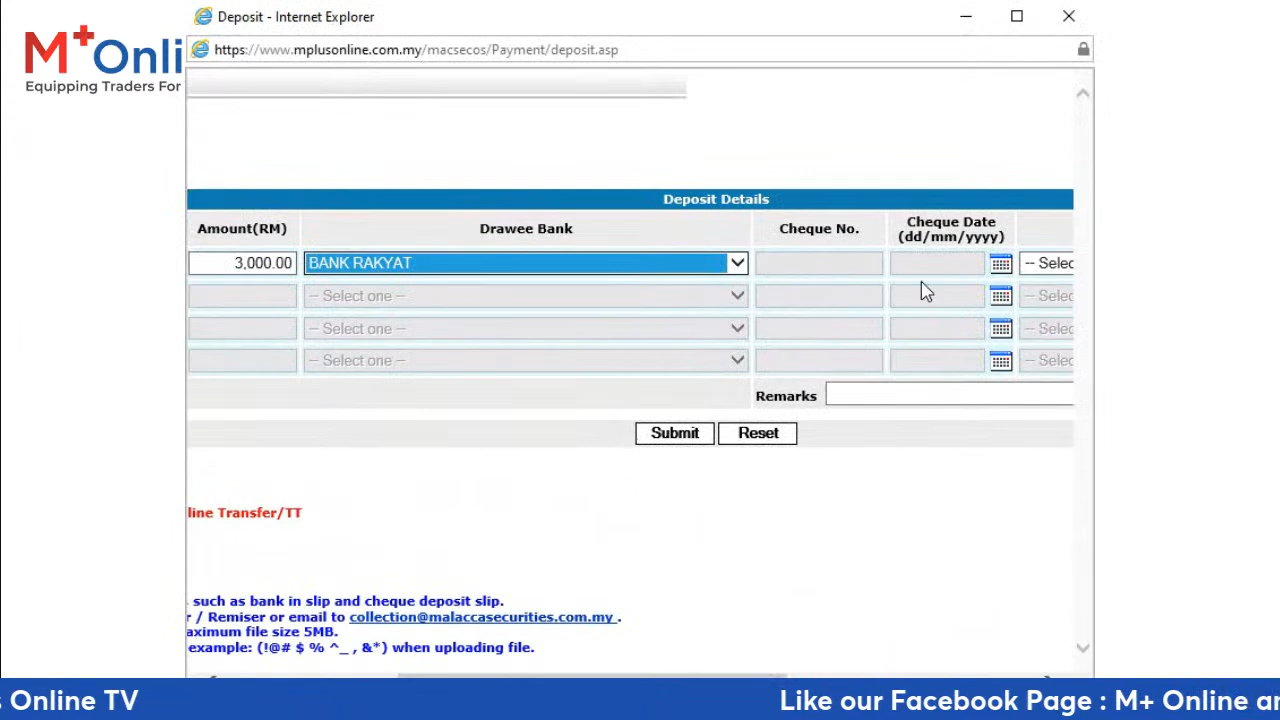 M+Onli
Equipping Traders For
Deposit - Internet Explorer
https://www.mplusonline.com.my/macsecos/Payment/deposit.asp
Deposit Details
Amount(RM) Drawee Bank Cheque No. Cheque Date
(dd/mm/yyyy)
3,000.00 BANK RAKYAT -- Selec
-- Select one -- -- Selec
-- Select one -- -- Selec
-- Select one -- -- Selec
Remarks
Submit Reset
line Transfer/TT
such as bank in slip and cheque deposit slip.
r / Remiser or email to collection@malaccasecurities.com.my .
aximum file size 5MB.
example: (!@# $ % ^_ , &*) when uploading file.
s Online TV Like our Facebook Page : M+ Online an